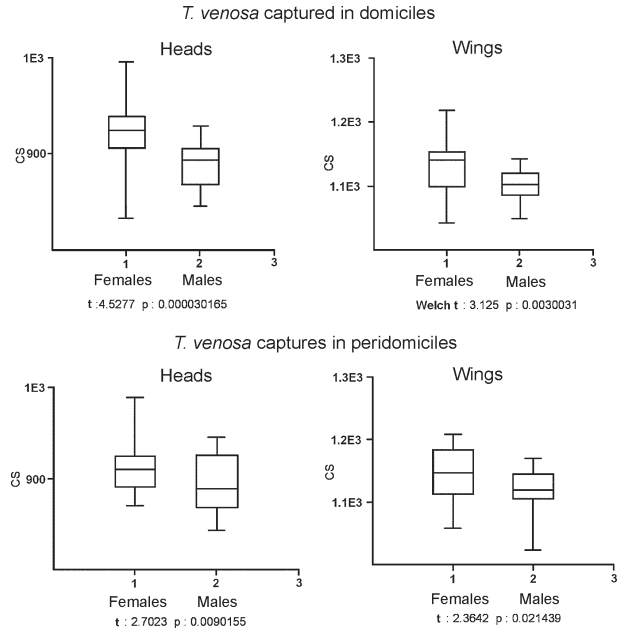 T. venosa captured in domiciles
Heads
Wings
1E3
900
CS
1
2
3
Females
Males
t :4.5277 p : 0.000030165
1.3E3
1.2E3
1.1E3
CS
1
2
3
Females
Males
Welch t : 3.125 p : 0.0030031
T. venosa captures in peridomiciles
Heads
Wings
1E3
900
CS
1
2
3
Females
Males
t : 2.7023 p : 0.0090155
1.3E3
1.2E3
1.1E3
CS
1
2
3
Females
Males
t : 2.3642 p : 0.021439